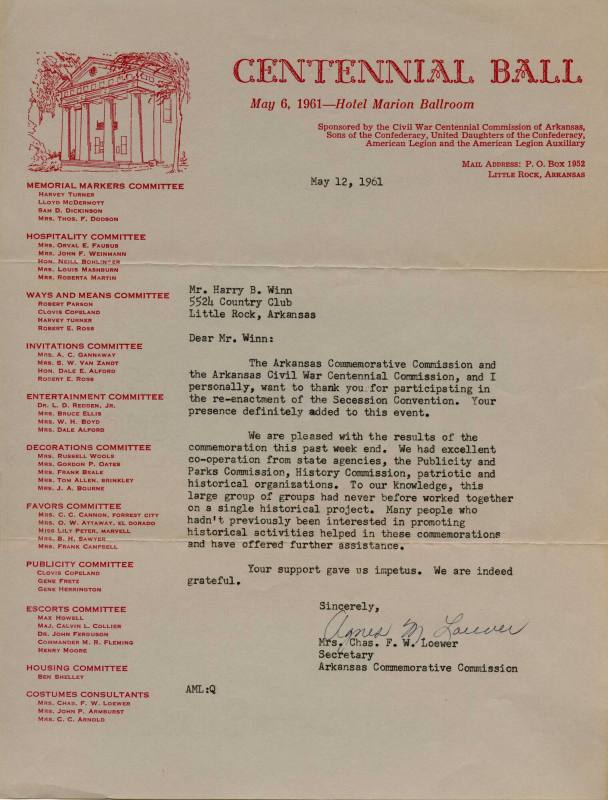 CENTENNIAL BALL
May 6, 1961—Hotel Marion Ballroom
Sponsored by the Civil War Centennial Commission of Arkansas,
Sons of the Confederacy, United Daughters of the Confederacy,
American Legion and the American Legion Auxiliary
MAIL ADDRESS: P. O. BOX 1952
LITTLE ROCK, ARKANSAS
May 12, 1961
MEMORIAL MARKERS COMMITTEE
HARVEY TURNER
LLOYD MCDERMOTT
SAM D. DICKINSON
MRS. THOS. F. DODSON
HOSPITALITY COMMITTEE
MRS. ORVAL E. FAUBUS
MRS. JOHN F. WEINMANN
HON. NEILL BOHLINGER
MRS. LOUIS MASHBURN
MRS. ROBERTA MARTIN
WAYS AND MEANS COMMITTEE
ROBERT PARSON
CLOVIS COPELAND
HARVEY TURNER
ROBERT E. ROSS
INVITATIONS COMMITTEE
MRS. A. C. GANNAWAY
MRS. S. W. VAN ZANDT
HON. DALE E. ALFORD
ROBERT E. ROSS
ENTERTAINMENT COMMITTEE
DR. L. D. REDDEN, JR.
MRS. BRUCE ELLIS
MRS. W. H. BOYD
MRS. DALE ALFORD
DECORATIONS COMMITTEE
MRS. RUSSELL WOOLS
MRS. GORDON P. OATES
MRS. FRANK BEALE
MRS. TOM ALLEN, BRINKLEY
MRS. J. A. BOURNE
FAVORS COMMITTEE
MRS. C. C. CANNON, FORREST CITY
MRS. O. W. ATTAWAY, EL DORADO
MISS LILY PETER, MARVELL
MRS. B. H. SAWYER
MRS. FRANK CANTRELL
PUBLICITY COMMITTEE
CLOVIS COPELAND
GENE FRETZ
GENE HERRINGTON
ESCORTS COMMITTEE
MAX HOWELL
MAJ. CALVIN L. COLLIER
DR. JOHN FERGUSON
COMMANDER M. R. FLEMING
HENRY MOORE
HOUSING COMMITTEE
BEN SHELLEY
COSTUMES CONSULTANTS
MRS. CHAS. F. W. LOEWER
MRS. JOHN P. ARMBURST
MRS. C. C. ARNOLD
Mr. Harry B. Winn
5524 Country Club
Little Rock, Arkansas
Dear Mr. Winn:
The Arkansas Commemorative Commission and
the Arkansas Civil War Centennial Commission, and I
personally, want to thank you for participating in
the re-enactment of the Secession Convention. Your
presence definitely added to this event.
We are pleased with the results of the
commemoration this past week end. We had excellent
co-operation from state agencies, the Publicity and
Parks Commission, History Commission, patriotic and
historical organizations. To our knowledge, this
large group of groups had never before worked together
on a single historical project. Many people who
hadn't previously been interested in promoting
historical activities helped in these commemorations
and have offered further assistance.
Your support gave us impetus. We are indeed
grateful.
Sincerely,
Agnes M Loewer
Mrs. Chas. F. W. Loewer
Secretary
Arkansas Commemorative Commission
AML:Q